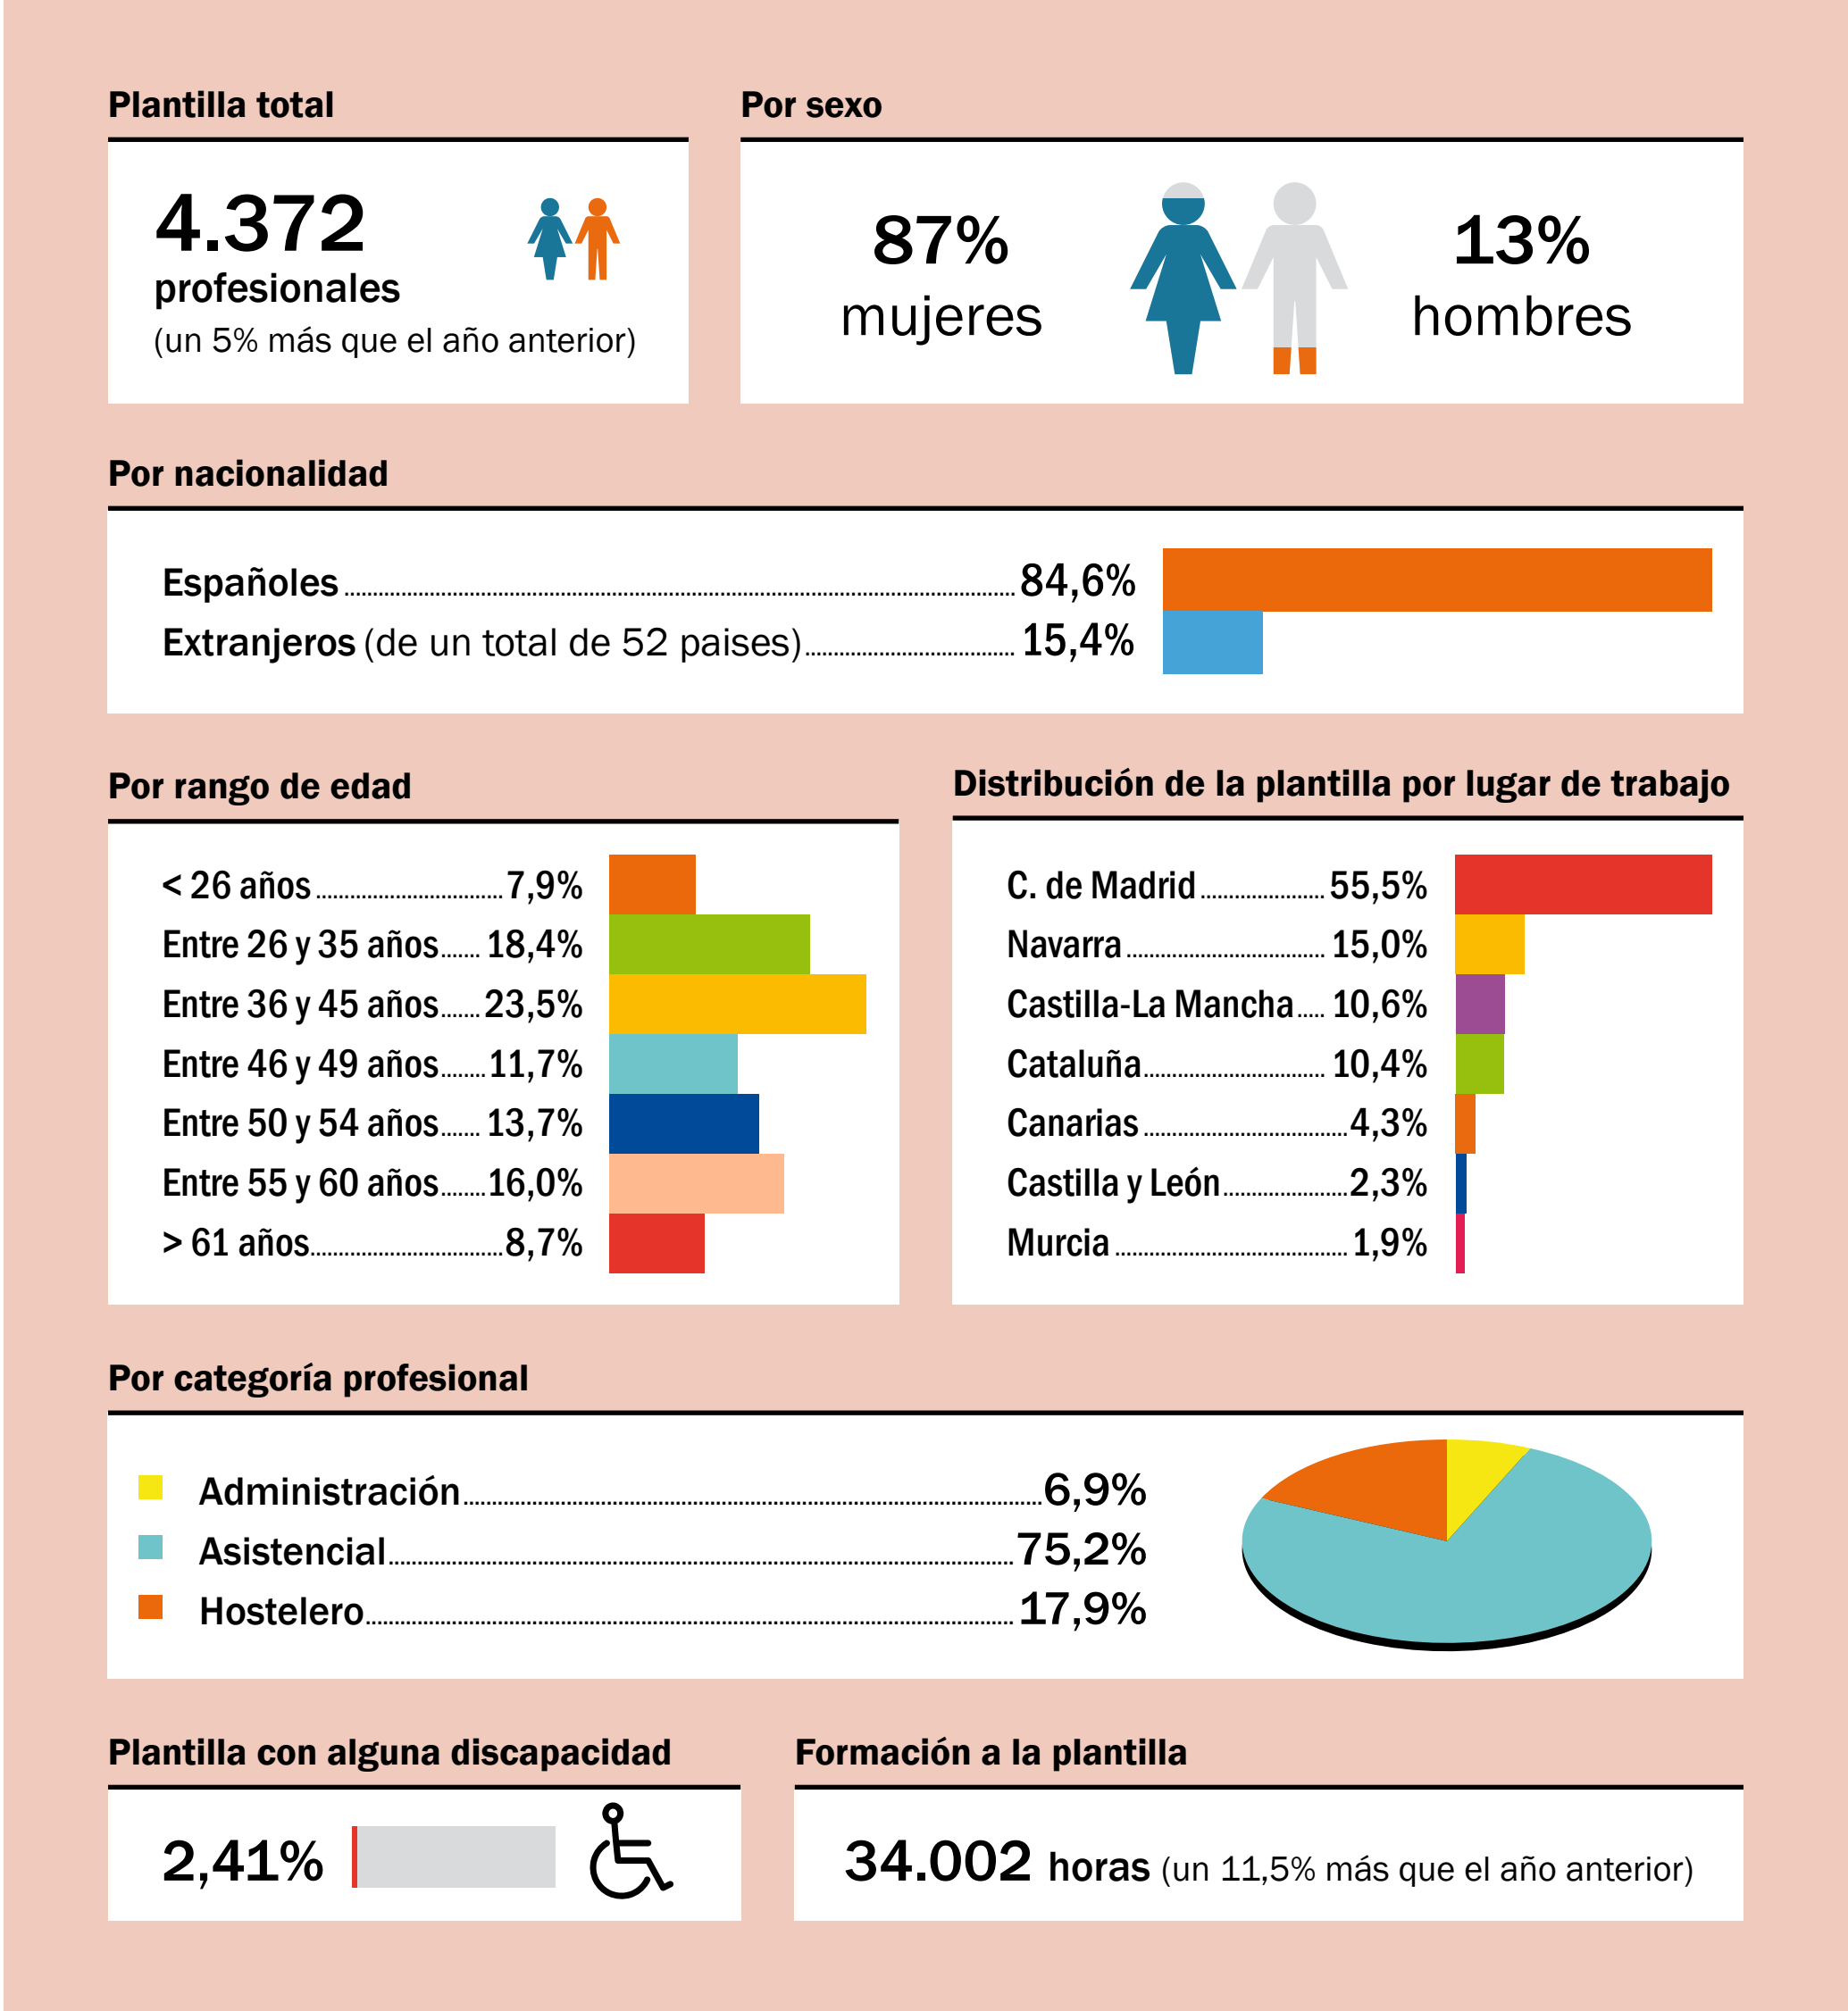 Plantilla total
4.372
profesionales
(un 5% más que el año anterior)
Por sexo
87%
mujeres
13%
hombres
Por nacionalidad
Españoles 84,6%
Extranjeros (de un total de 52 paises) 15,4%
Por rango de edad
< 26 años 7,9%
Entre 26 y 35 años 18,4%
Entre 36 y 45 años 23,5%
Entre 46 y 49 años 11,7%
Entre 50 y 54 años 13,7%
Entre 55 y 60 años 16,0%
> 61 años 8,7%
Distribución de la plantilla por lugar de trabajo
C. de Madrid 55,5%
Navarra 15,0%
Castilla-La Mancha 10,6%
Cataluña 10,4%
Canarias 4,3%
Castilla y León 2,3%
Murcia 1,9%
Por categoría profesional
Administración 6,9%
Asistencial 75,2%
Hostelero 17,9%
Plantilla con alguna discapacidad
2,41%
Formación a la plantilla
34.002 horas (un 11,5% más que el año anterior)